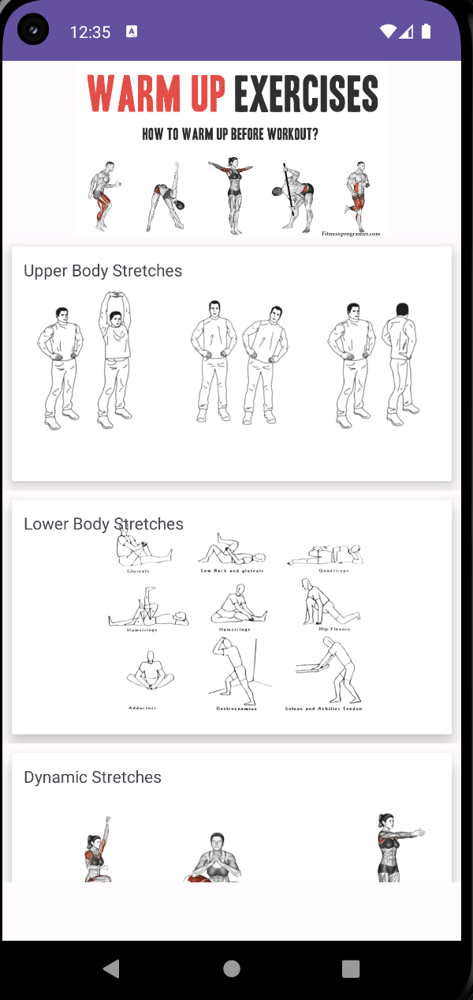 12:35
A
WARM UP EXERCISES
HOW TO WARM UP BEFORE WORKOUT?
Fitnessprogramer.com
Upper Body Stretches
Lower Body Stretches
Gluteals
Low Back and gluteals
Quadriceps
Hamstrings
Hamstrings
Hip Flexors
Adductors
Gastrocnemius
Soleus and Achilles Tendon
Dynamic Stretches